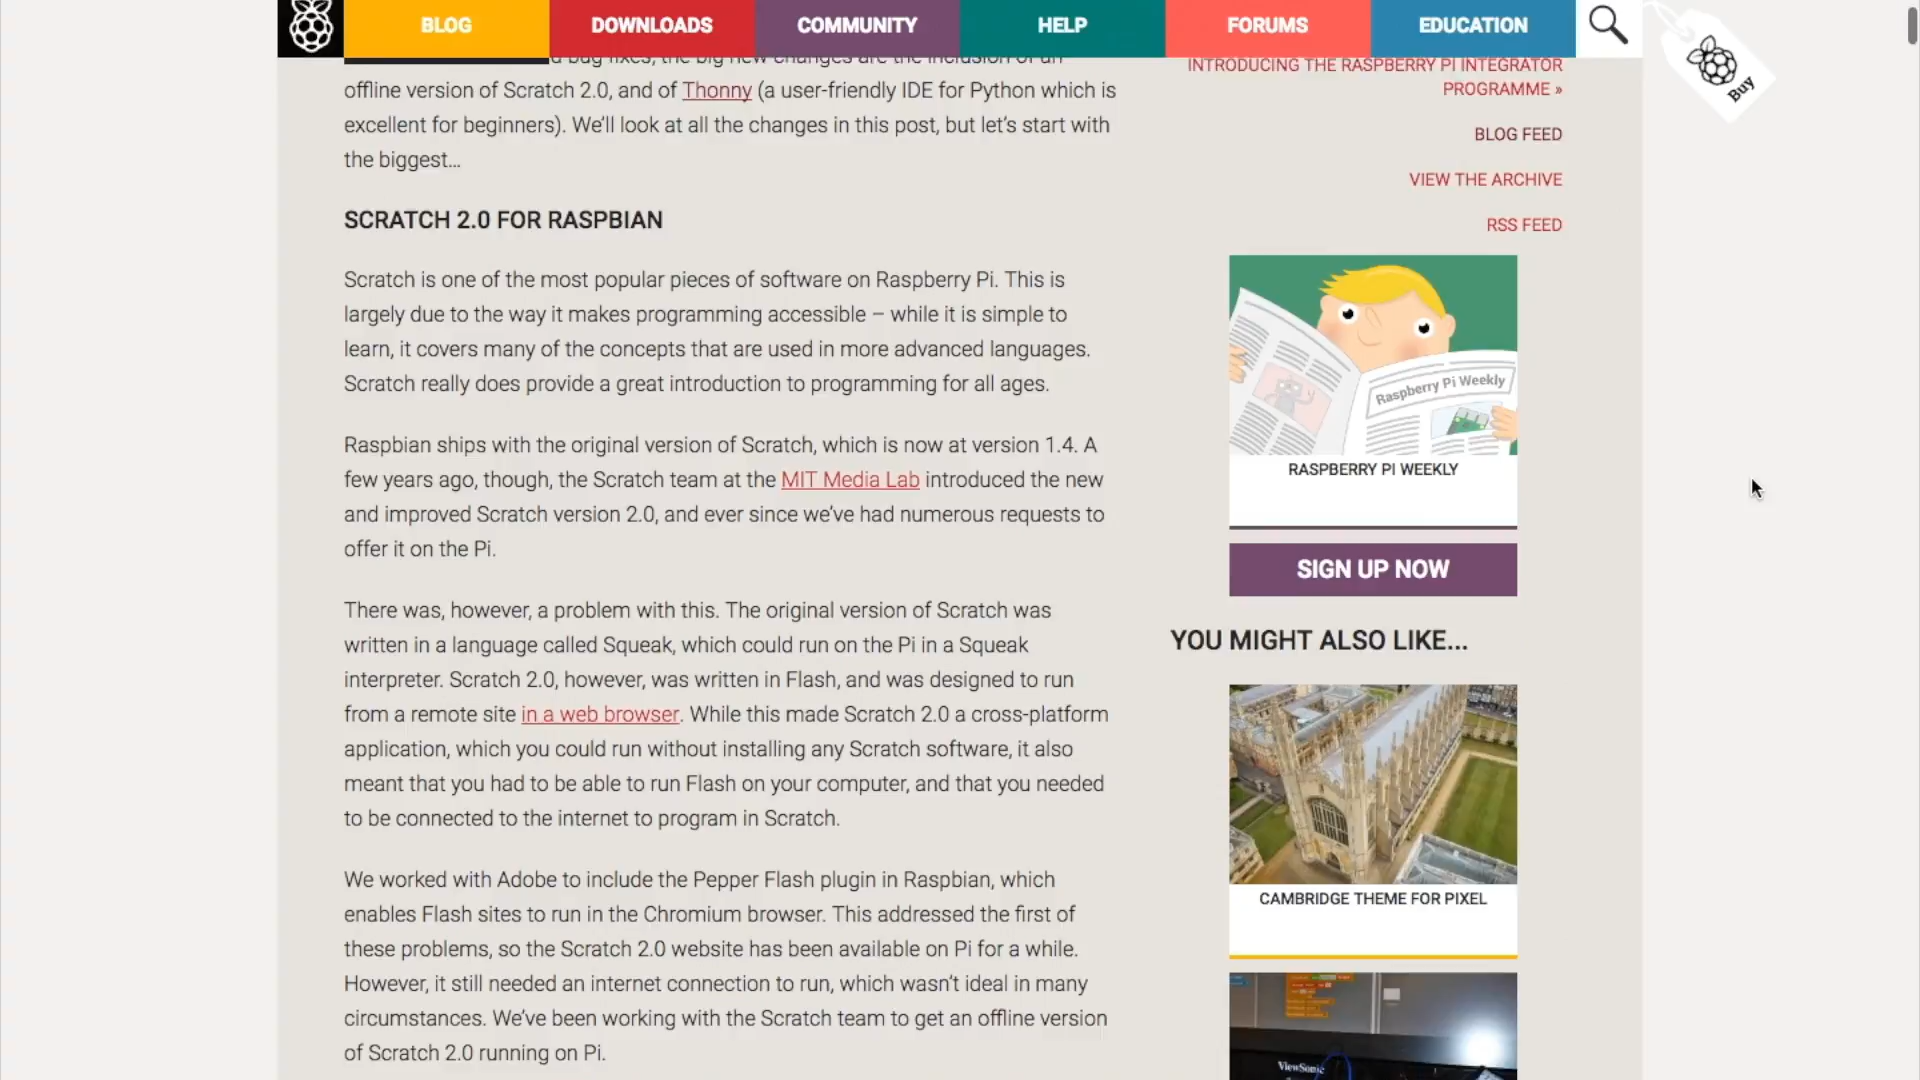 BLOG
DOWNLOADS
COMMUNITY
HELP
FORUMS
EDUCATION
Buy
bug fixes, the big new changes are the inclusion of an
offline version of Scratch 2.0, and of Thonny (a user-friendly IDE for Python which is
excellent for beginners). We’ll look at all the changes in this post, but let’s start with
the biggest…
SCRATCH 2.0 FOR RASPBIAN
Scratch is one of the most popular pieces of software on Raspberry Pi. This is
largely due to the way it makes programming accessible – while it is simple to
learn, it covers many of the concepts that are used in more advanced languages.
Scratch really does provide a great introduction to programming for all ages.
Raspbian ships with the original version of Scratch, which is now at version 1.4. A
few years ago, though, the Scratch team at the MIT Media Lab introduced the new
and improved Scratch version 2.0, and ever since we’ve had numerous requests to
offer it on the Pi.
There was, however, a problem with this. The original version of Scratch was
written in a language called Squeak, which could run on the Pi in a Squeak
interpreter. Scratch 2.0, however, was written in Flash, and was designed to run
from a remote site in a web browser. While this made Scratch 2.0 a cross-platform
application, which you could run without installing any Scratch software, it also
meant that you had to be able to run Flash on your computer, and that you needed
to be connected to the internet to program in Scratch.
We worked with Adobe to include the Pepper Flash plugin in Raspbian, which
enables Flash sites to run in the Chromium browser. This addressed the first of
these problems, so the Scratch 2.0 website has been available on Pi for a while.
However, it still needed an internet connection to run, which wasn’t ideal in many
circumstances. We’ve been working with the Scratch team to get an offline version
of Scratch 2.0 running on Pi.
INTRODUCING THE RASPBERRY PI INTEGRATOR
PROGRAMME »
BLOG FEED
VIEW THE ARCHIVE
RSS FEED
Raspberry Pi Weekly
RASPBERRY PI WEEKLY
SIGN UP NOW
YOU MIGHT ALSO LIKE...
CAMBRIDGE THEME FOR PIXEL
ViewSonic